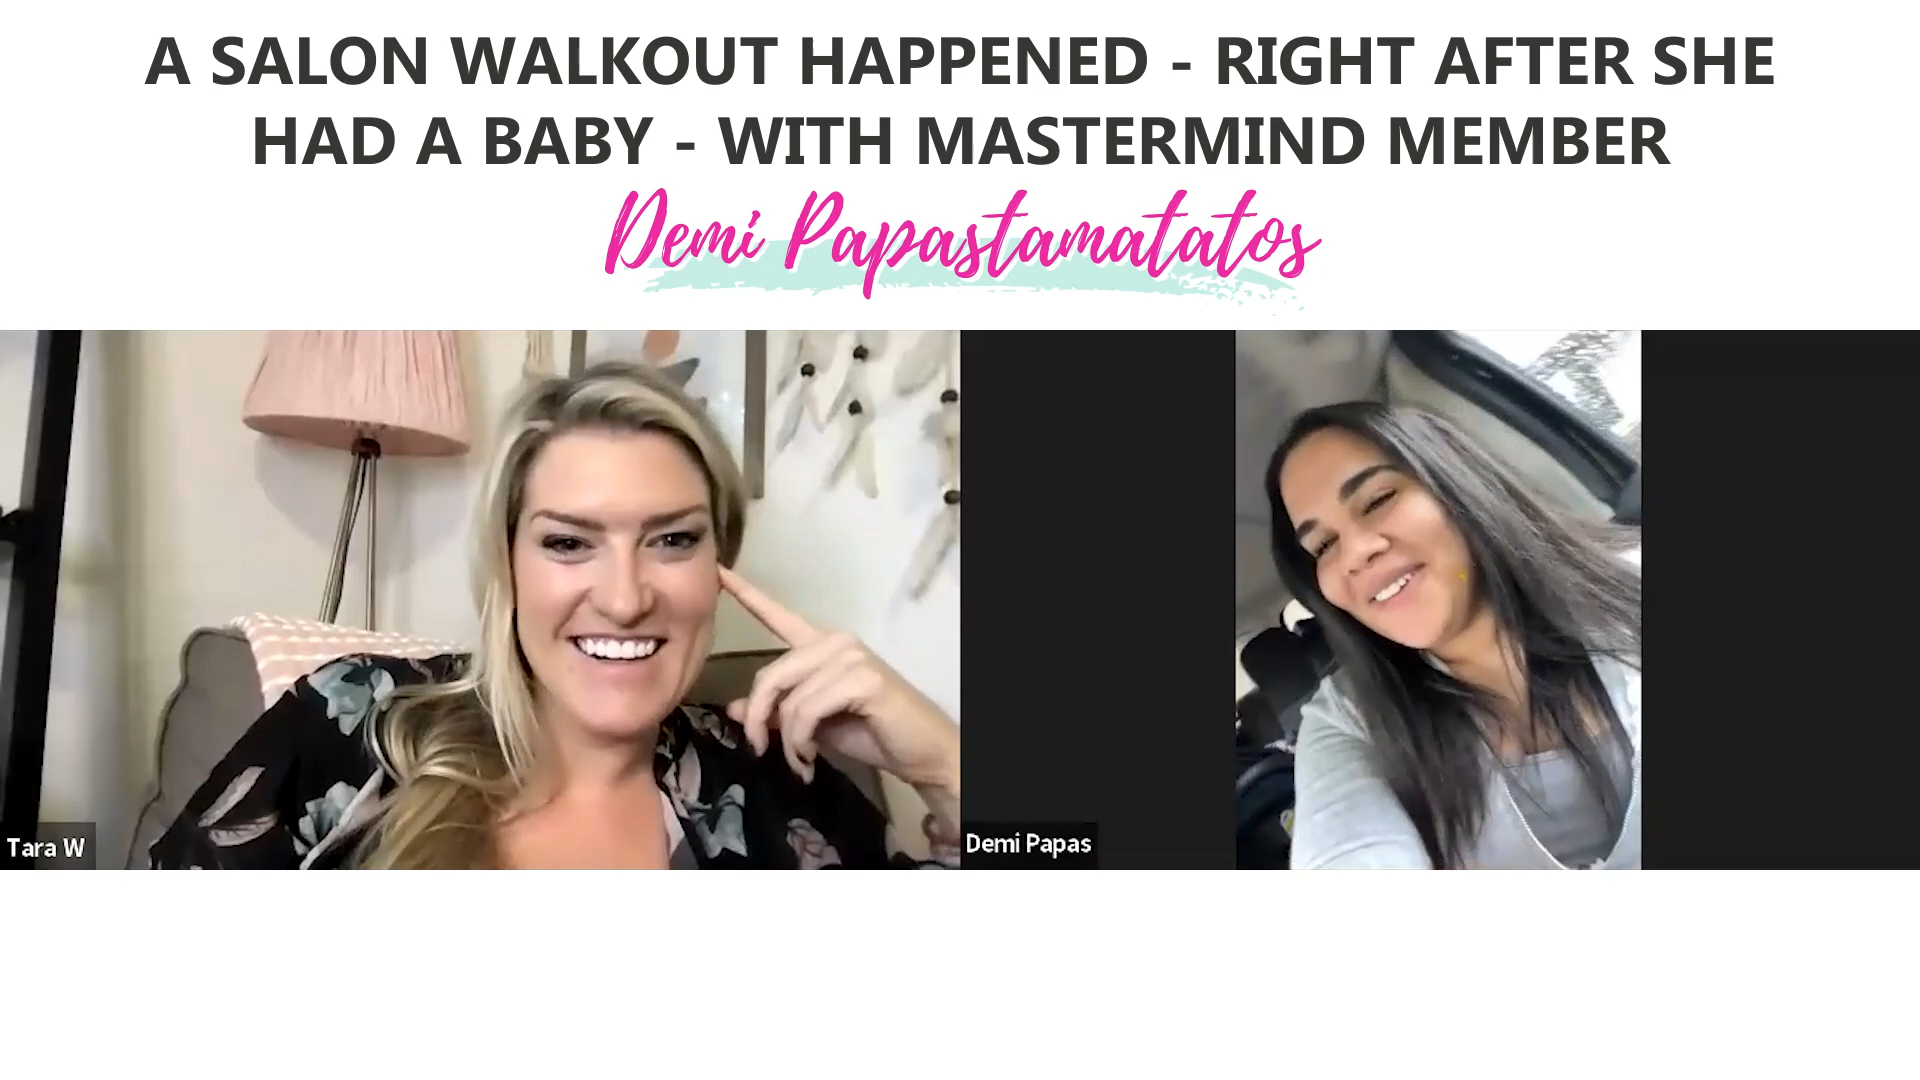 A SALON WALKOUT HAPPENED - RIGHT AFTER SHE
HAD A BABY - WITH MASTERMIND MEMBER
Demi Papastamatatos
Tara W
Demi Papas